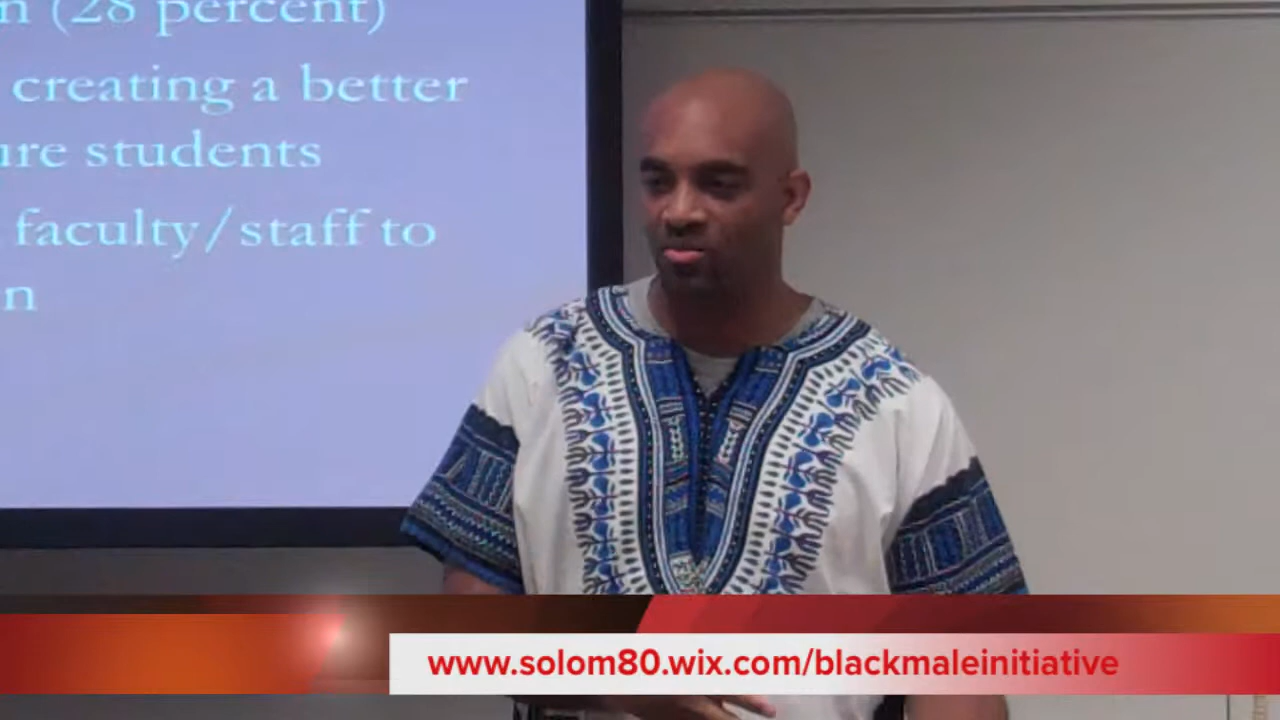 n (28 percent)
creating a better
ure students
faculty/staff to
n
www.solom80.wix.com/blackmaleinitiative